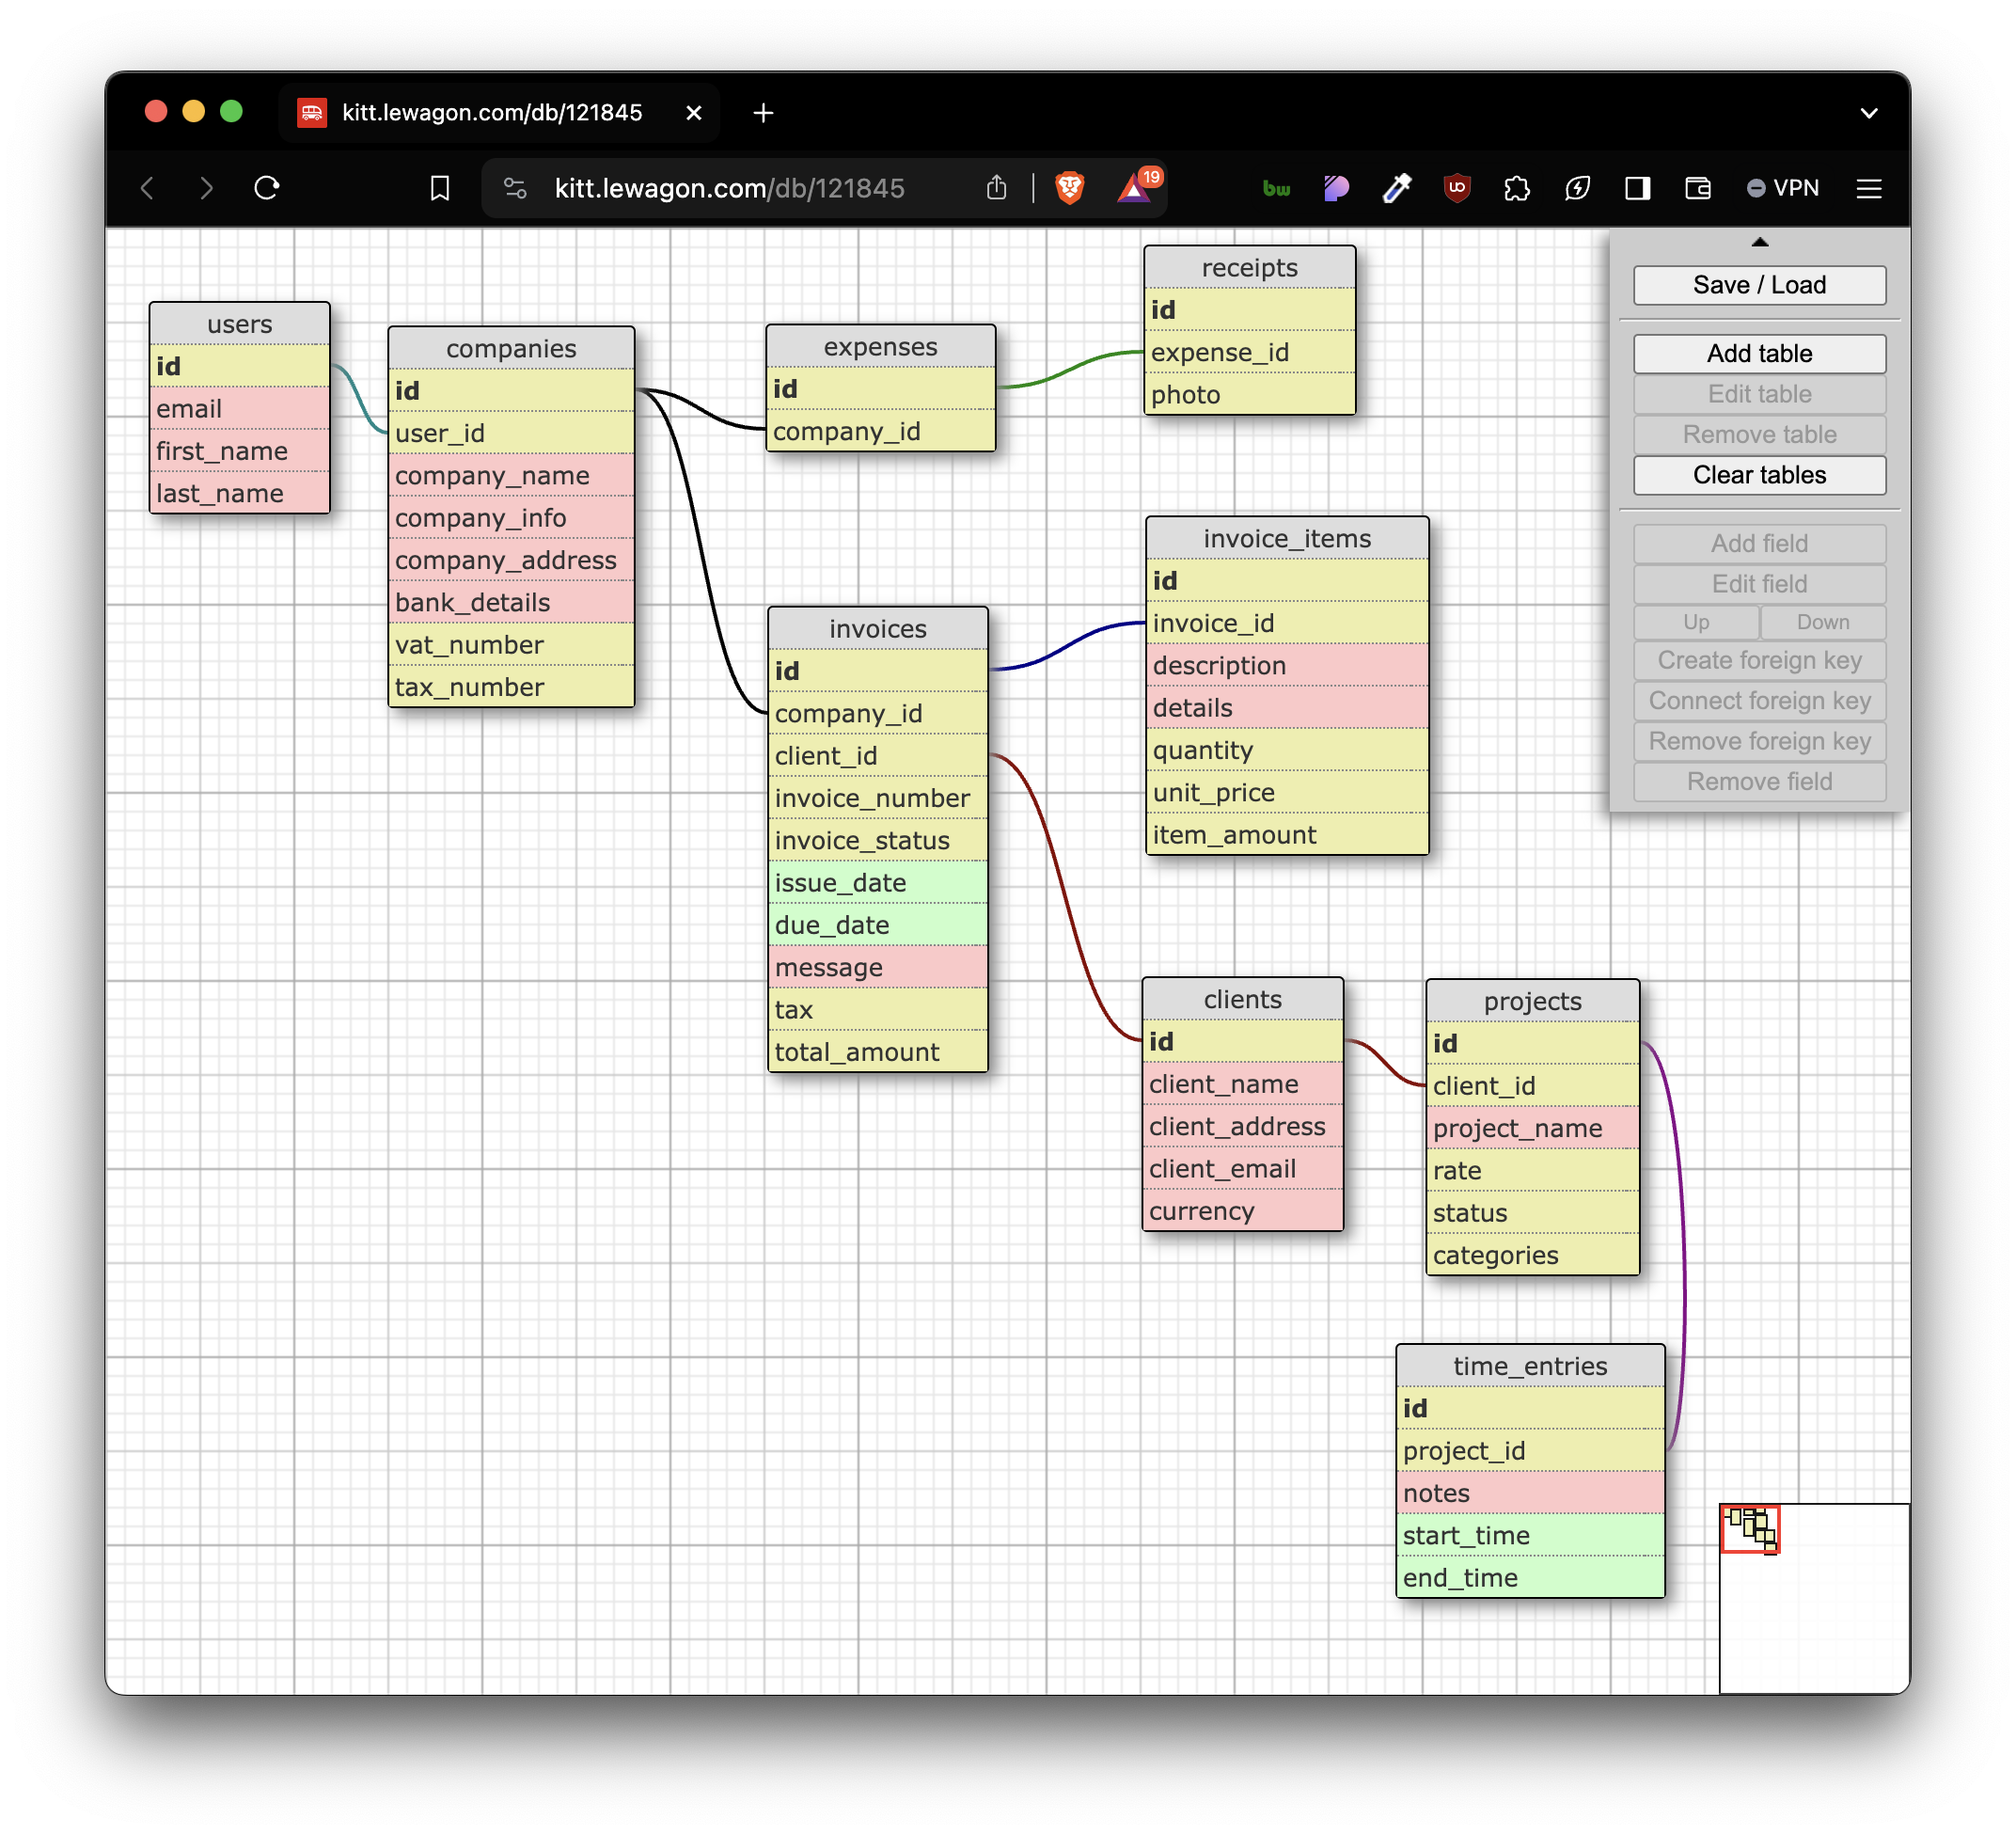 kitt.lewagon.com/db/121845
kitt.lewagon.com/db/121845
19
bw
UO
VPN
users
id
email
first_name
last_name
companies
id
user_id
company_name
company_info
company_address
bank_details
vat_number
tax_number
expenses
id
company_id
receipts
id
expense_id
photo
invoices
id
company_id
client_id
invoice_number
invoice_status
issue_date
due_date
message
tax
total_amount
invoice_items
id
invoice_id
description
details
quantity
unit_price
item_amount
clients
id
client_name
client_address
client_email
currency
projects
id
client_id
project_name
rate
status
categories
time_entries
id
project_id
notes
start_time
end_time
Save / Load
Add table
Edit table
Remove table
Clear tables
Add field
Edit field
Up Down
Create foreign key
Connect foreign key
Remove foreign key
Remove field